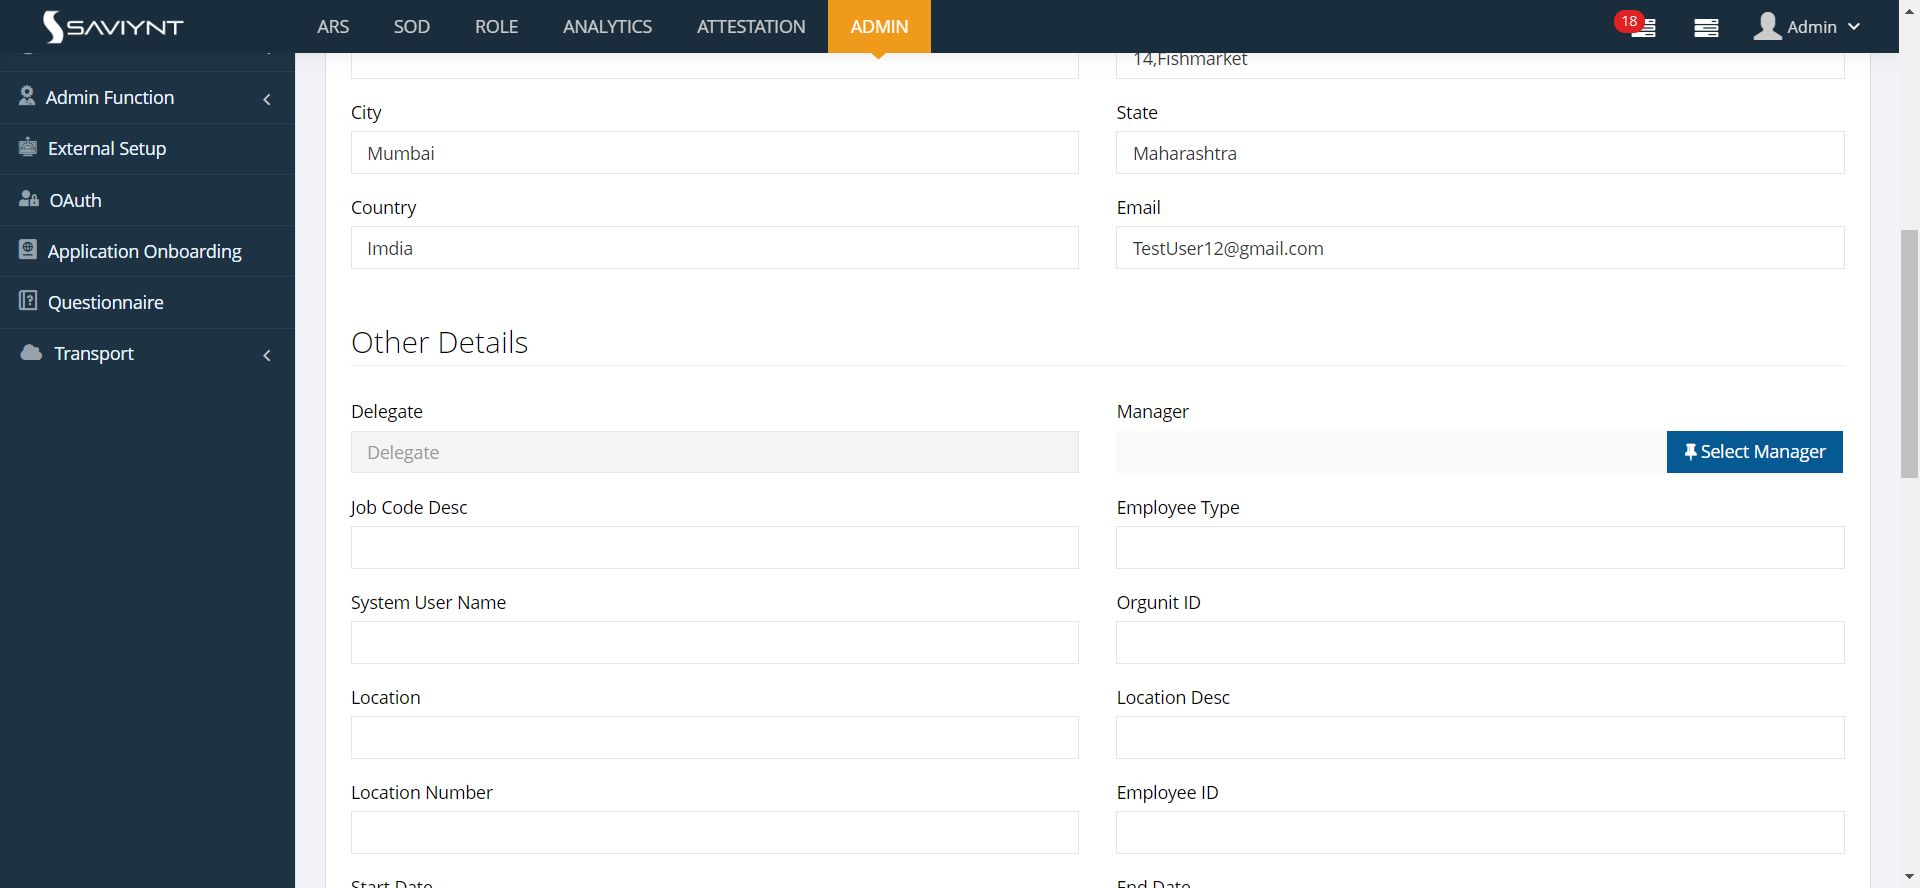 SAVIYNT
ARS SOD ROLE ANALYTICS ATTESTATION ADMIN
18 Admin
Admin Function
External Setup
OAuth
Application Onboarding
Questionnaire
Transport
14,Fishmarket
City State
Mumbai Maharashtra
Country Email
Imdia TestUser12@gmail.com
Other Details
Delegate Manager
Delegate Select Manager
Job Code Desc Employee Type
System User Name Orgunit ID
Location Location Desc
Location Number Employee ID
Start Date End Date